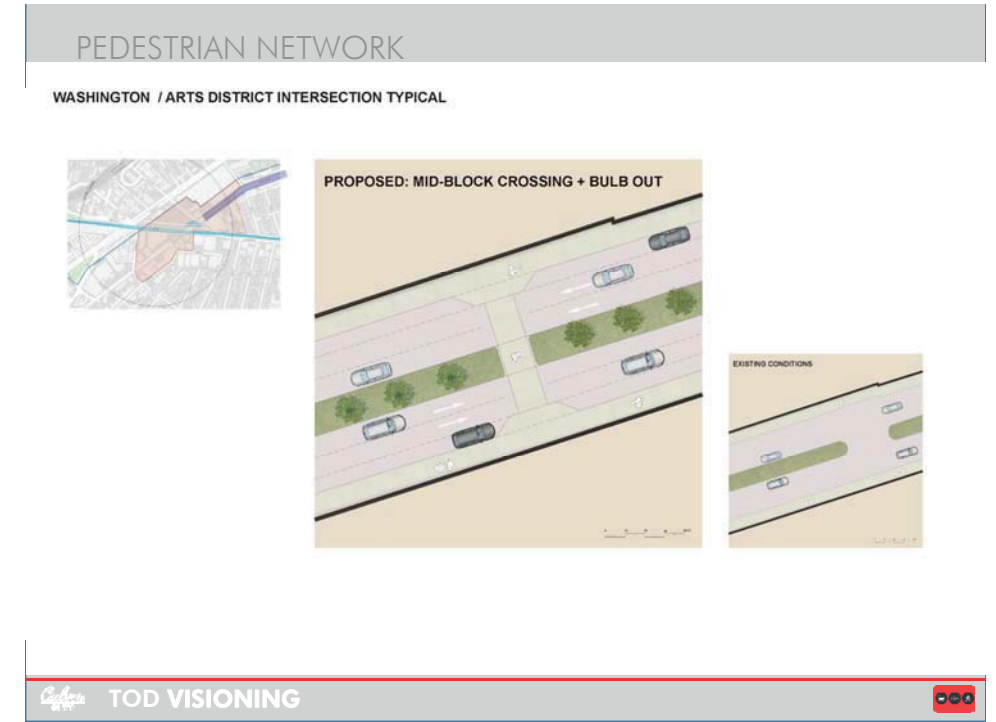 PEDESTRIAN NETWORK
WASHINGTON / ARTS DISTRICT INTERSECTION TYPICAL
PROPOSED: MID-BLOCK CROSSING + BULB OUT
EXISTING CONDITIONS
TOD VISIONING